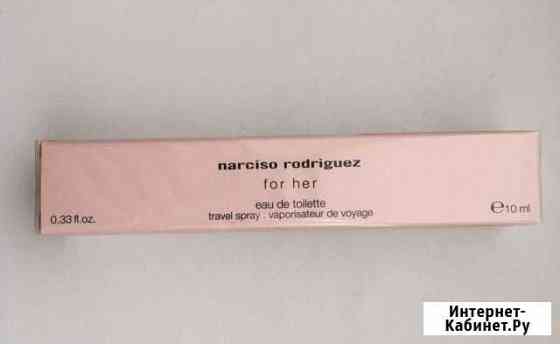 narciso rodriguez
for her
eau de toilette
travel spray . vaporisateur de voyage
0.33 fl.oz.
℮10 ml
Интернет-
Кабинет.Ру